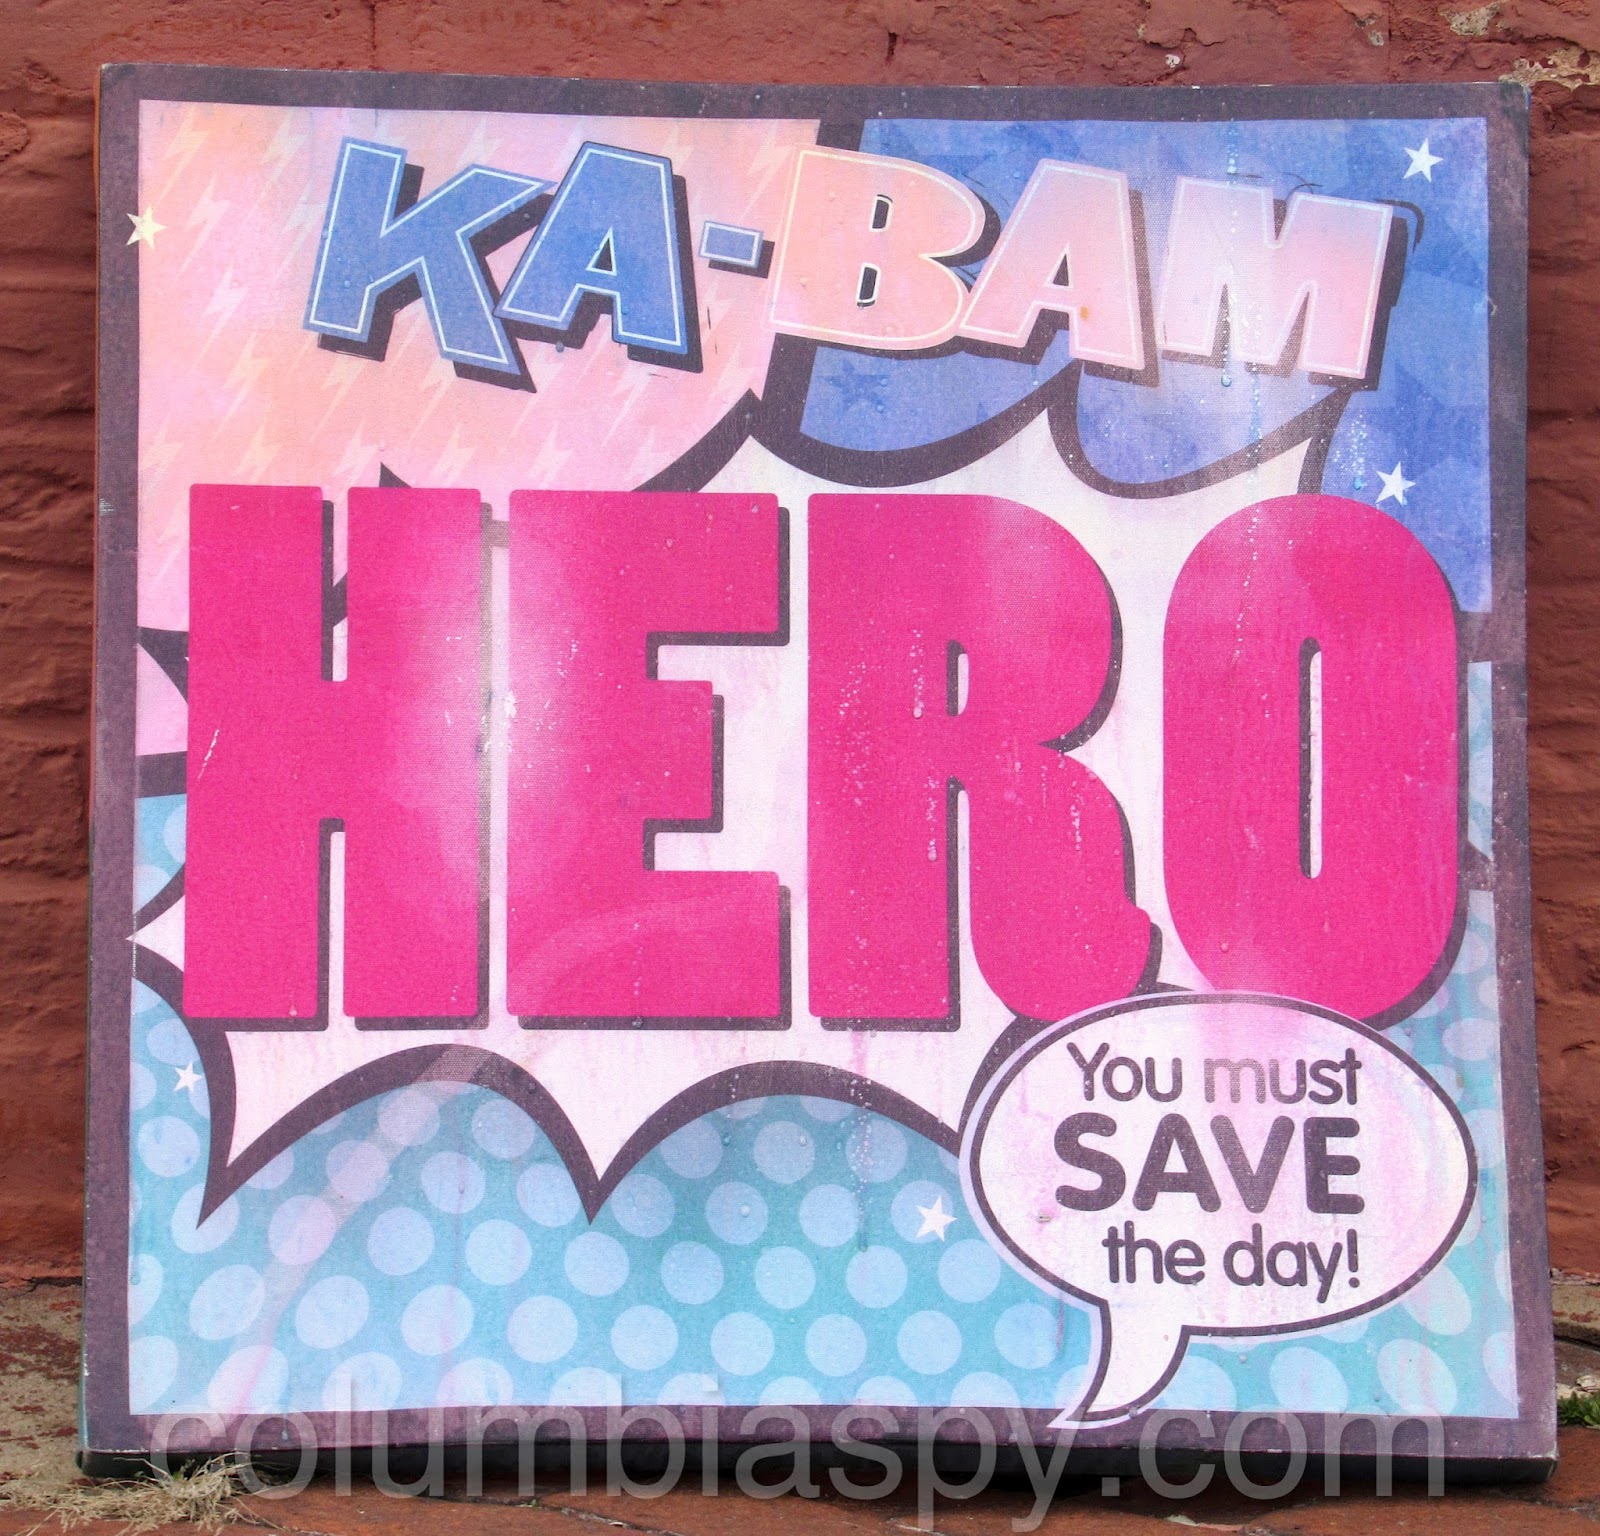 KA-BAM
HERO
You must
SAVE
the day!
columbiaspy.com